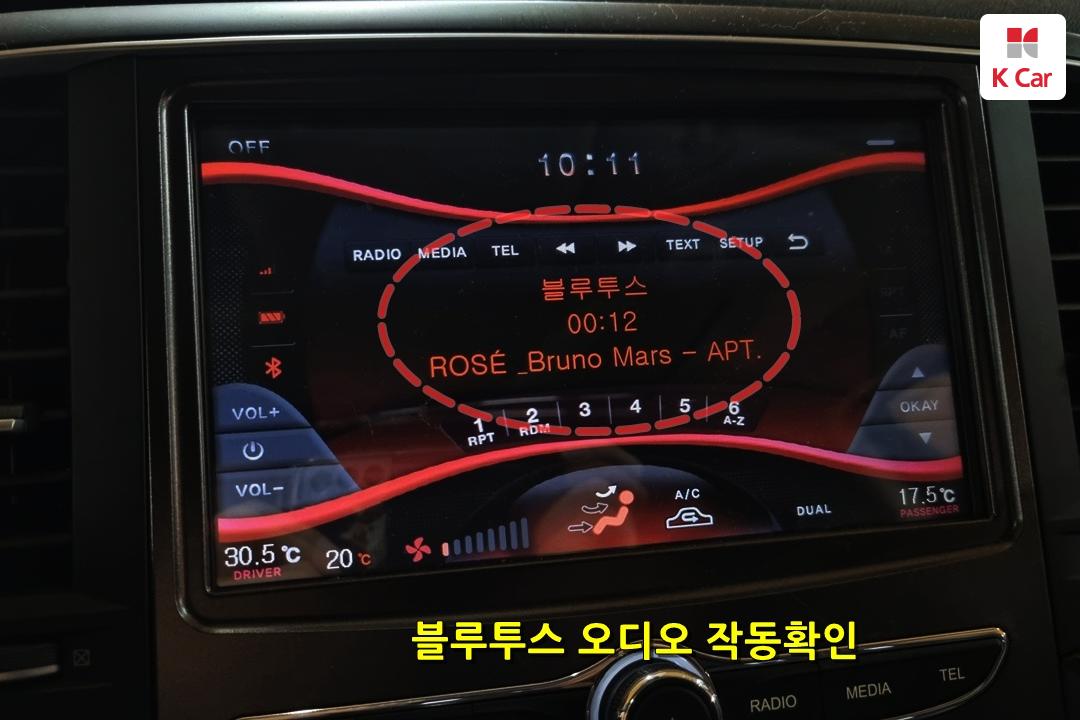 K Car
OFF
10:11
RADIO MEDIA TEL TEXT SETUP
블루투스
00:12
ROSÉ _Bruno Mars - APT.
RPT
AF
VOL+
VOL-
OKAY
1 2 3 4 5 6
RPT RDM A-Z
A/C
DUAL
17.5℃
PASSENGER
30.5℃ 20℃
DRIVER
블루투스 오디오 작동확인
RADIO MEDIA TEL